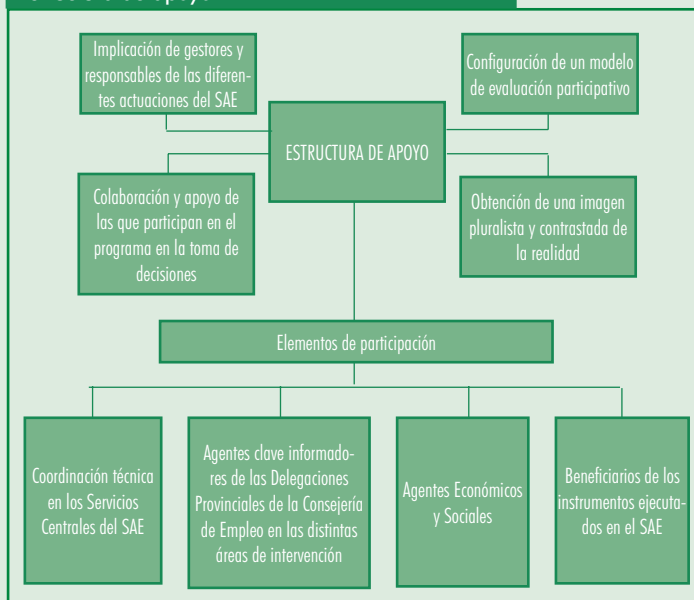 Implicación de gestores y
responsables de las diferen-
tes actuaciones del SAE
Configuración de un modelo
de evaluación participativo
ESTRUCTURA DE APOYO
Colaboración y apoyo de
las que participan en el
programa en la toma de
decisiones
Obtención de una imagen
pluralista y contrastada de
la realidad
Elementos de participación
Coordinación técnica
en los Servicios
Centrales del SAE
Agentes clave informado-
res de las Delegaciones
Provinciales de la Consejería
de Empleo en las distintas
áreas de intervención
Agentes Económicos
y Sociales
Beneficiarios de los
instrumentos ejecuta-
dos en el SAE